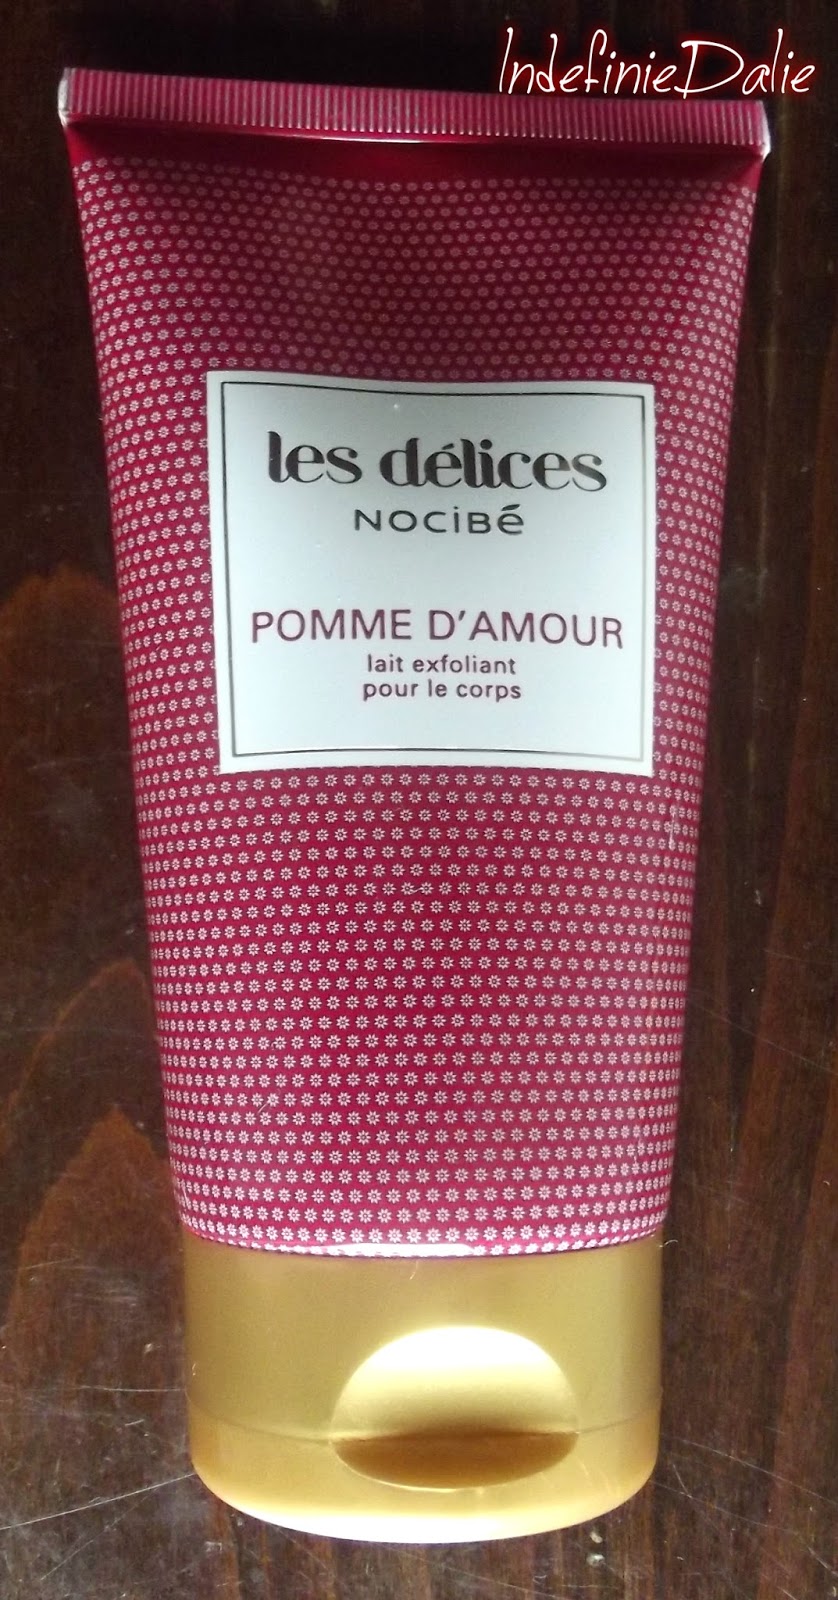 IndefinieDalie
les délices
NOCIBÉ
POMME D'AMOUR
lait exfoliant
pour le corps